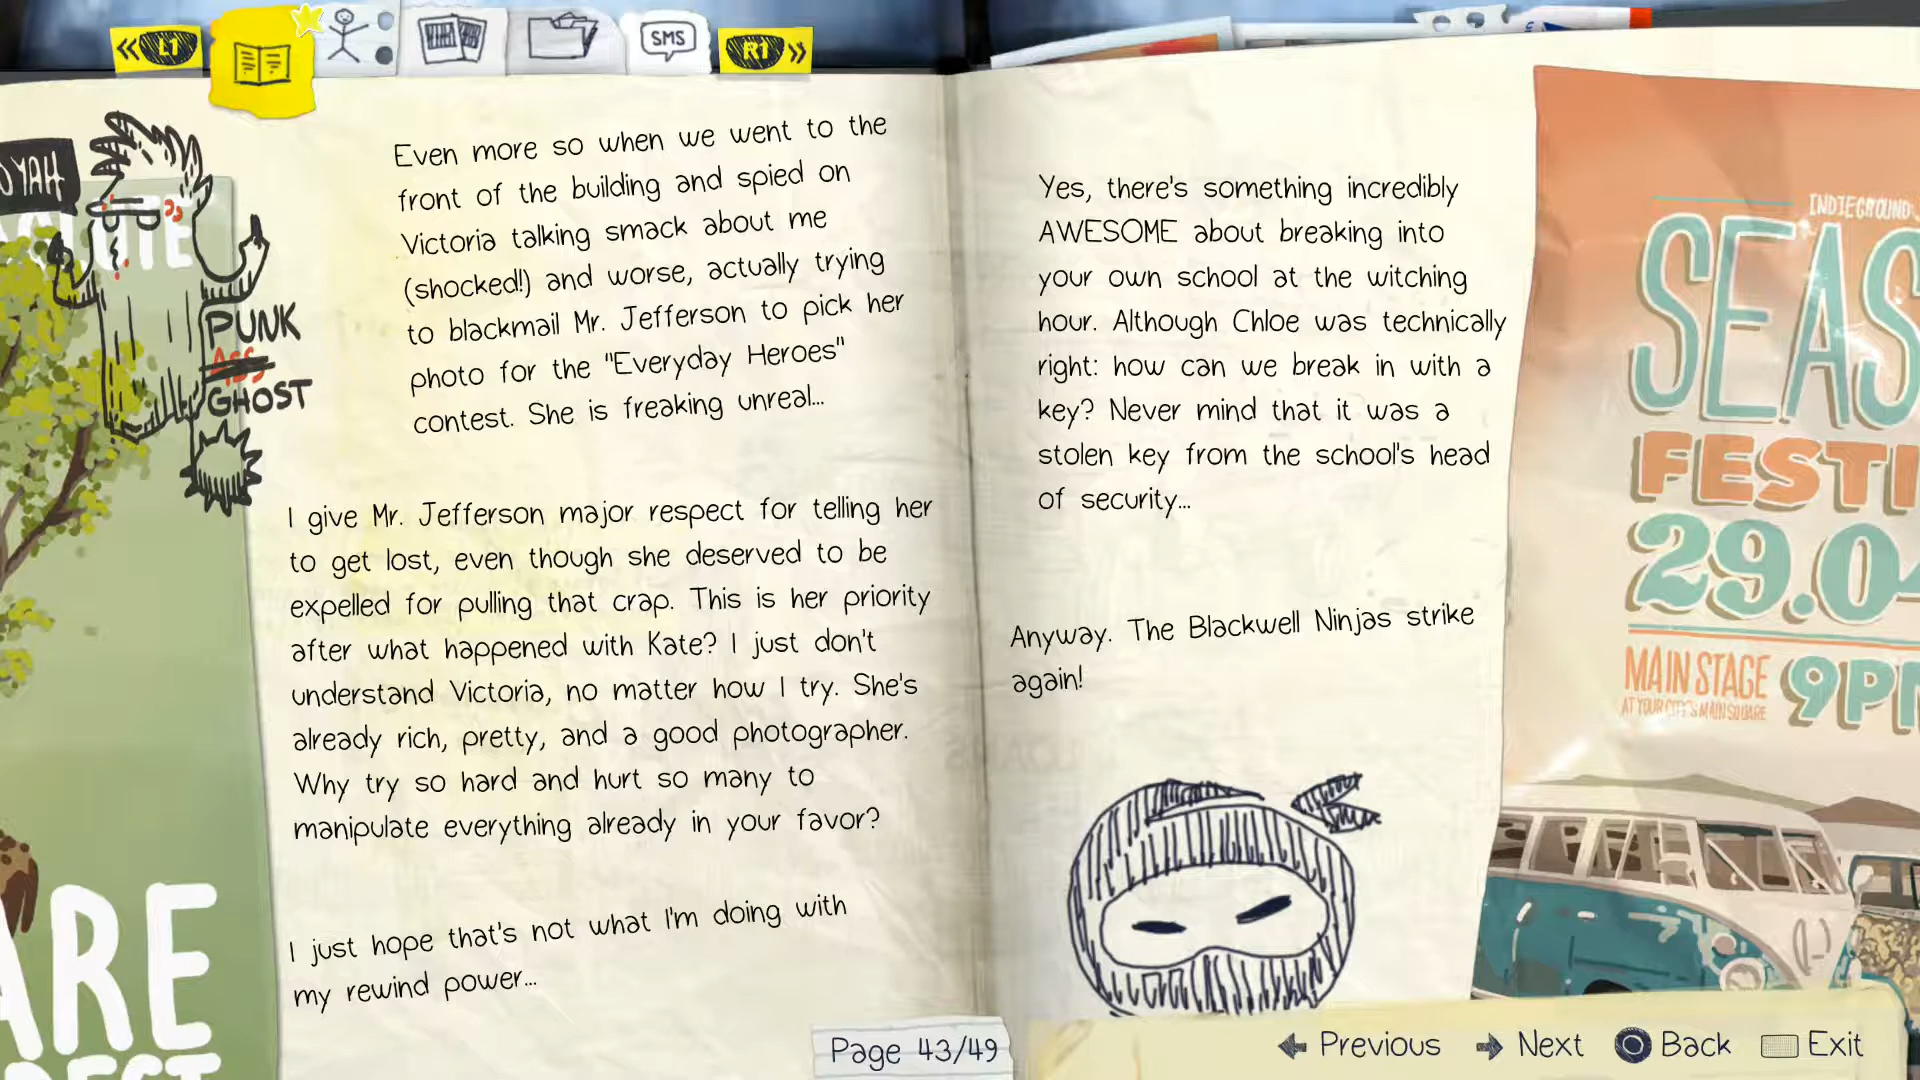 L1
SMS
R1
YAH
PUNK
ASS
GHOST
Even more so when we went to the
front of the building and spied on
Victoria talking smack about me
(shocked!) and worse, actually trying
to blackmail Mr. Jefferson to pick her
photo for the "Everyday Heroes"
contest. She is freaking unreal...
I give Mr. Jefferson major respect for telling her
to get lost, even though she deserved to be
expelled for pulling that crap. This is her priority
after what happened with Kate? I just don't
understand Victoria, no matter how I try. She's
already rich, pretty, and a good photographer.
Why try so hard and hurt so many to
manipulate everything already in your favor?
I just hope that's not what I'm doing with
my rewind power...
ARE
Yes, there's something incredibly
AWESOME about breaking into
your own school at the witching
hour. Although Chloe was technically
right: how can we break in with a
key? Never mind that it was a
stolen key from the school's head
of security...
Anyway. The Blackwell Ninjas strike
again!
INDIEGROUND
SEAS
FESTI
29.04
MAIN STAGE
AT YOUR CITY'S MAIN SQUARE
9PM
Page 43/49
Previous
Next
Back
Exit